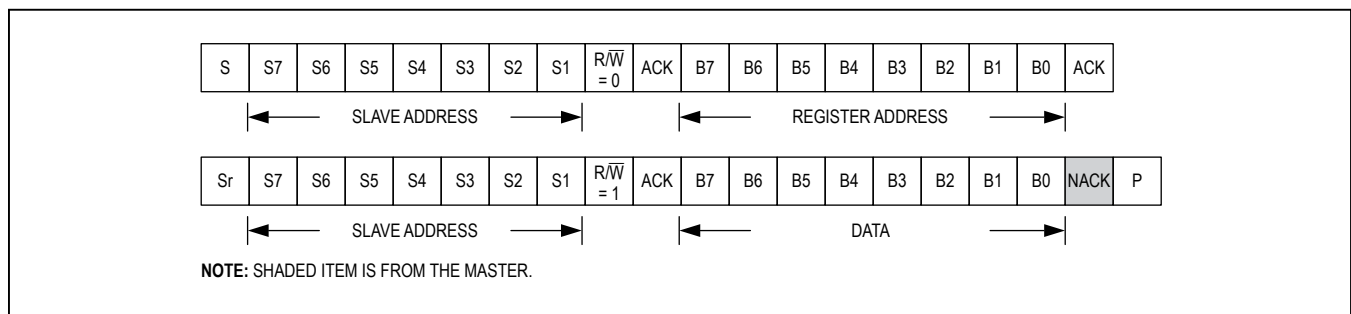 S S7 S6 S5 S4 S3 S2 S1 R/W̅ = 0 ACK B7 B6 B5 B4 B3 B2 B1 B0 ACK
SLAVE ADDRESS REGISTER ADDRESS
Sr S7 S6 S5 S4 S3 S2 S1 R/W̅ = 1 ACK B7 B6 B5 B4 B3 B2 B1 B0 NACK P
SLAVE ADDRESS DATA
NOTE: SHADED ITEM IS FROM THE MASTER.